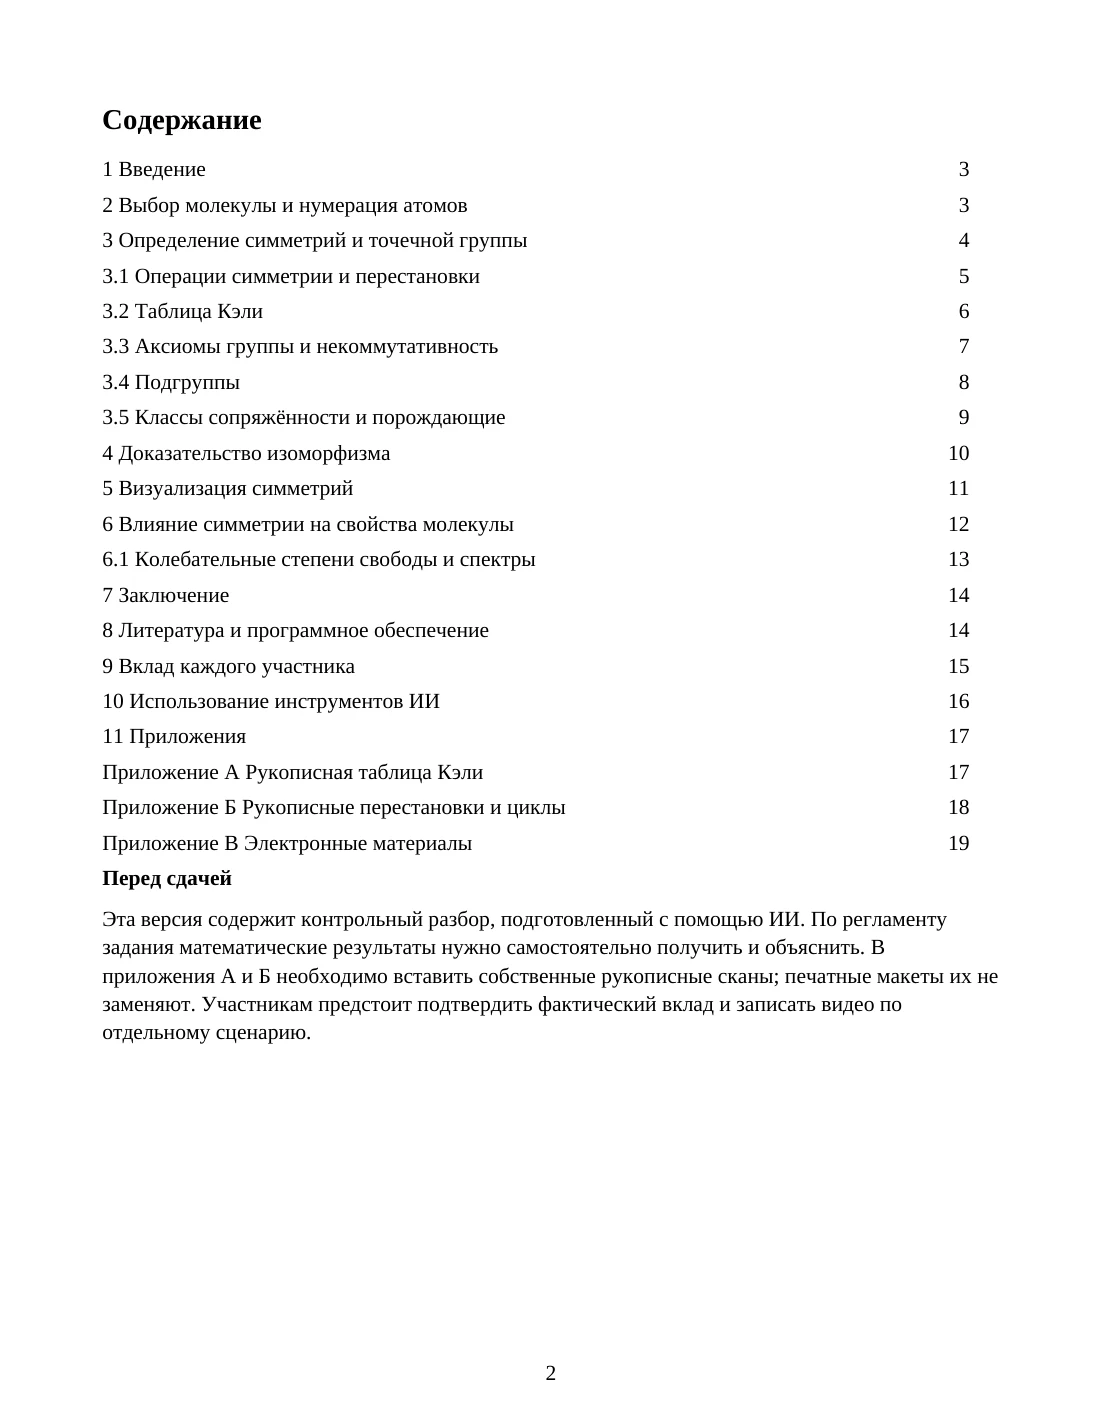 Содержание
1 Введение 3
2 Выбор молекулы и нумерация атомов 3
3 Определение симметрий и точечной группы 4
3.1 Операции симметрии и перестановки 5
3.2 Таблица Кэли 6
3.3 Аксиомы группы и некоммутативность 7
3.4 Подгруппы 8
3.5 Классы сопряжённости и порождающие 9
4 Доказательство изоморфизма 10
5 Визуализация симметрий 11
6 Влияние симметрии на свойства молекулы 12
6.1 Колебательные степени свободы и спектры 13
7 Заключение 14
8 Литература и программное обеспечение 14
9 Вклад каждого участника 15
10 Использование инструментов ИИ 16
11 Приложения 17
Приложение А Рукописная таблица Кэли 17
Приложение Б Рукописные перестановки и циклы 18
Приложение В Электронные материалы 19
Перед сдачей
Эта версия содержит контрольный разбор, подготовленный с помощью ИИ. По регламенту
задания математические результаты нужно самостоятельно получить и объяснить. В
приложения А и Б необходимо вставить собственные рукописные сканы; печатные макеты их не
заменяют. Участникам предстоит подтвердить фактический вклад и записать видео по
отдельному сценарию.
2